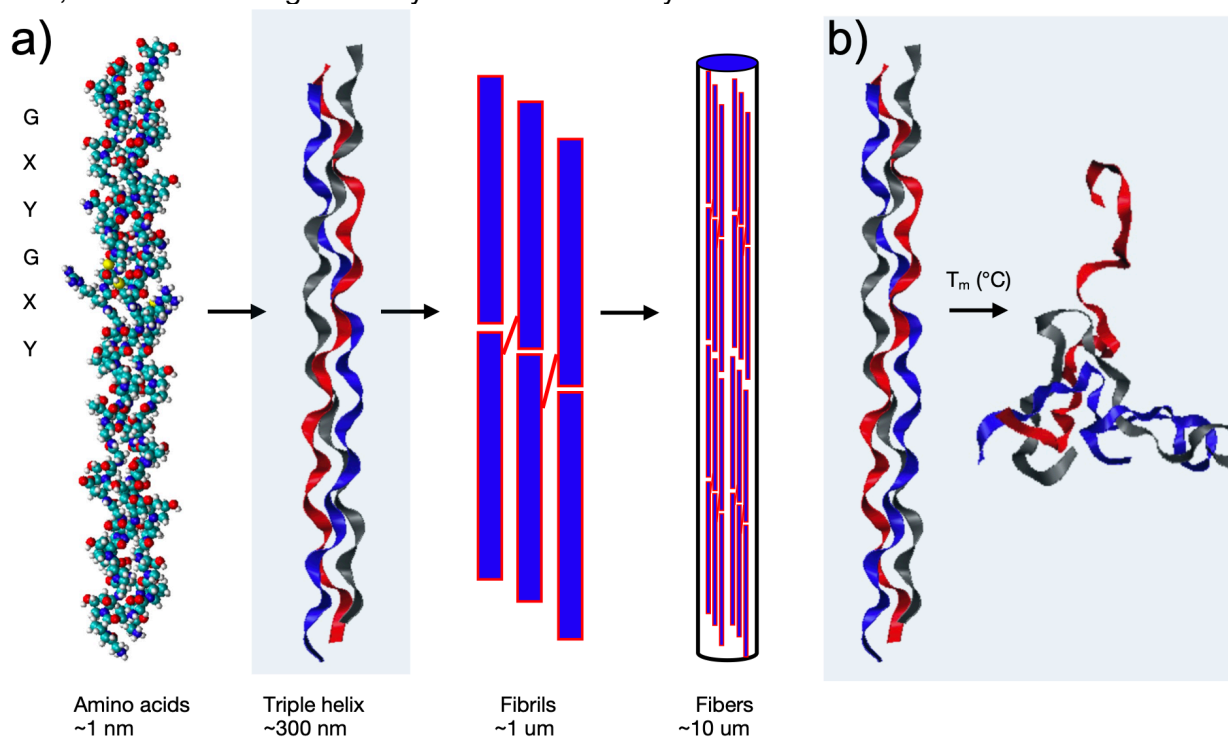 a)
b)
G
X
Y
G
X
Y
Tm (°C)
Amino acids
~1 nm
Triple helix
~300 nm
Fibrils
~1 um
Fibers
~10 um